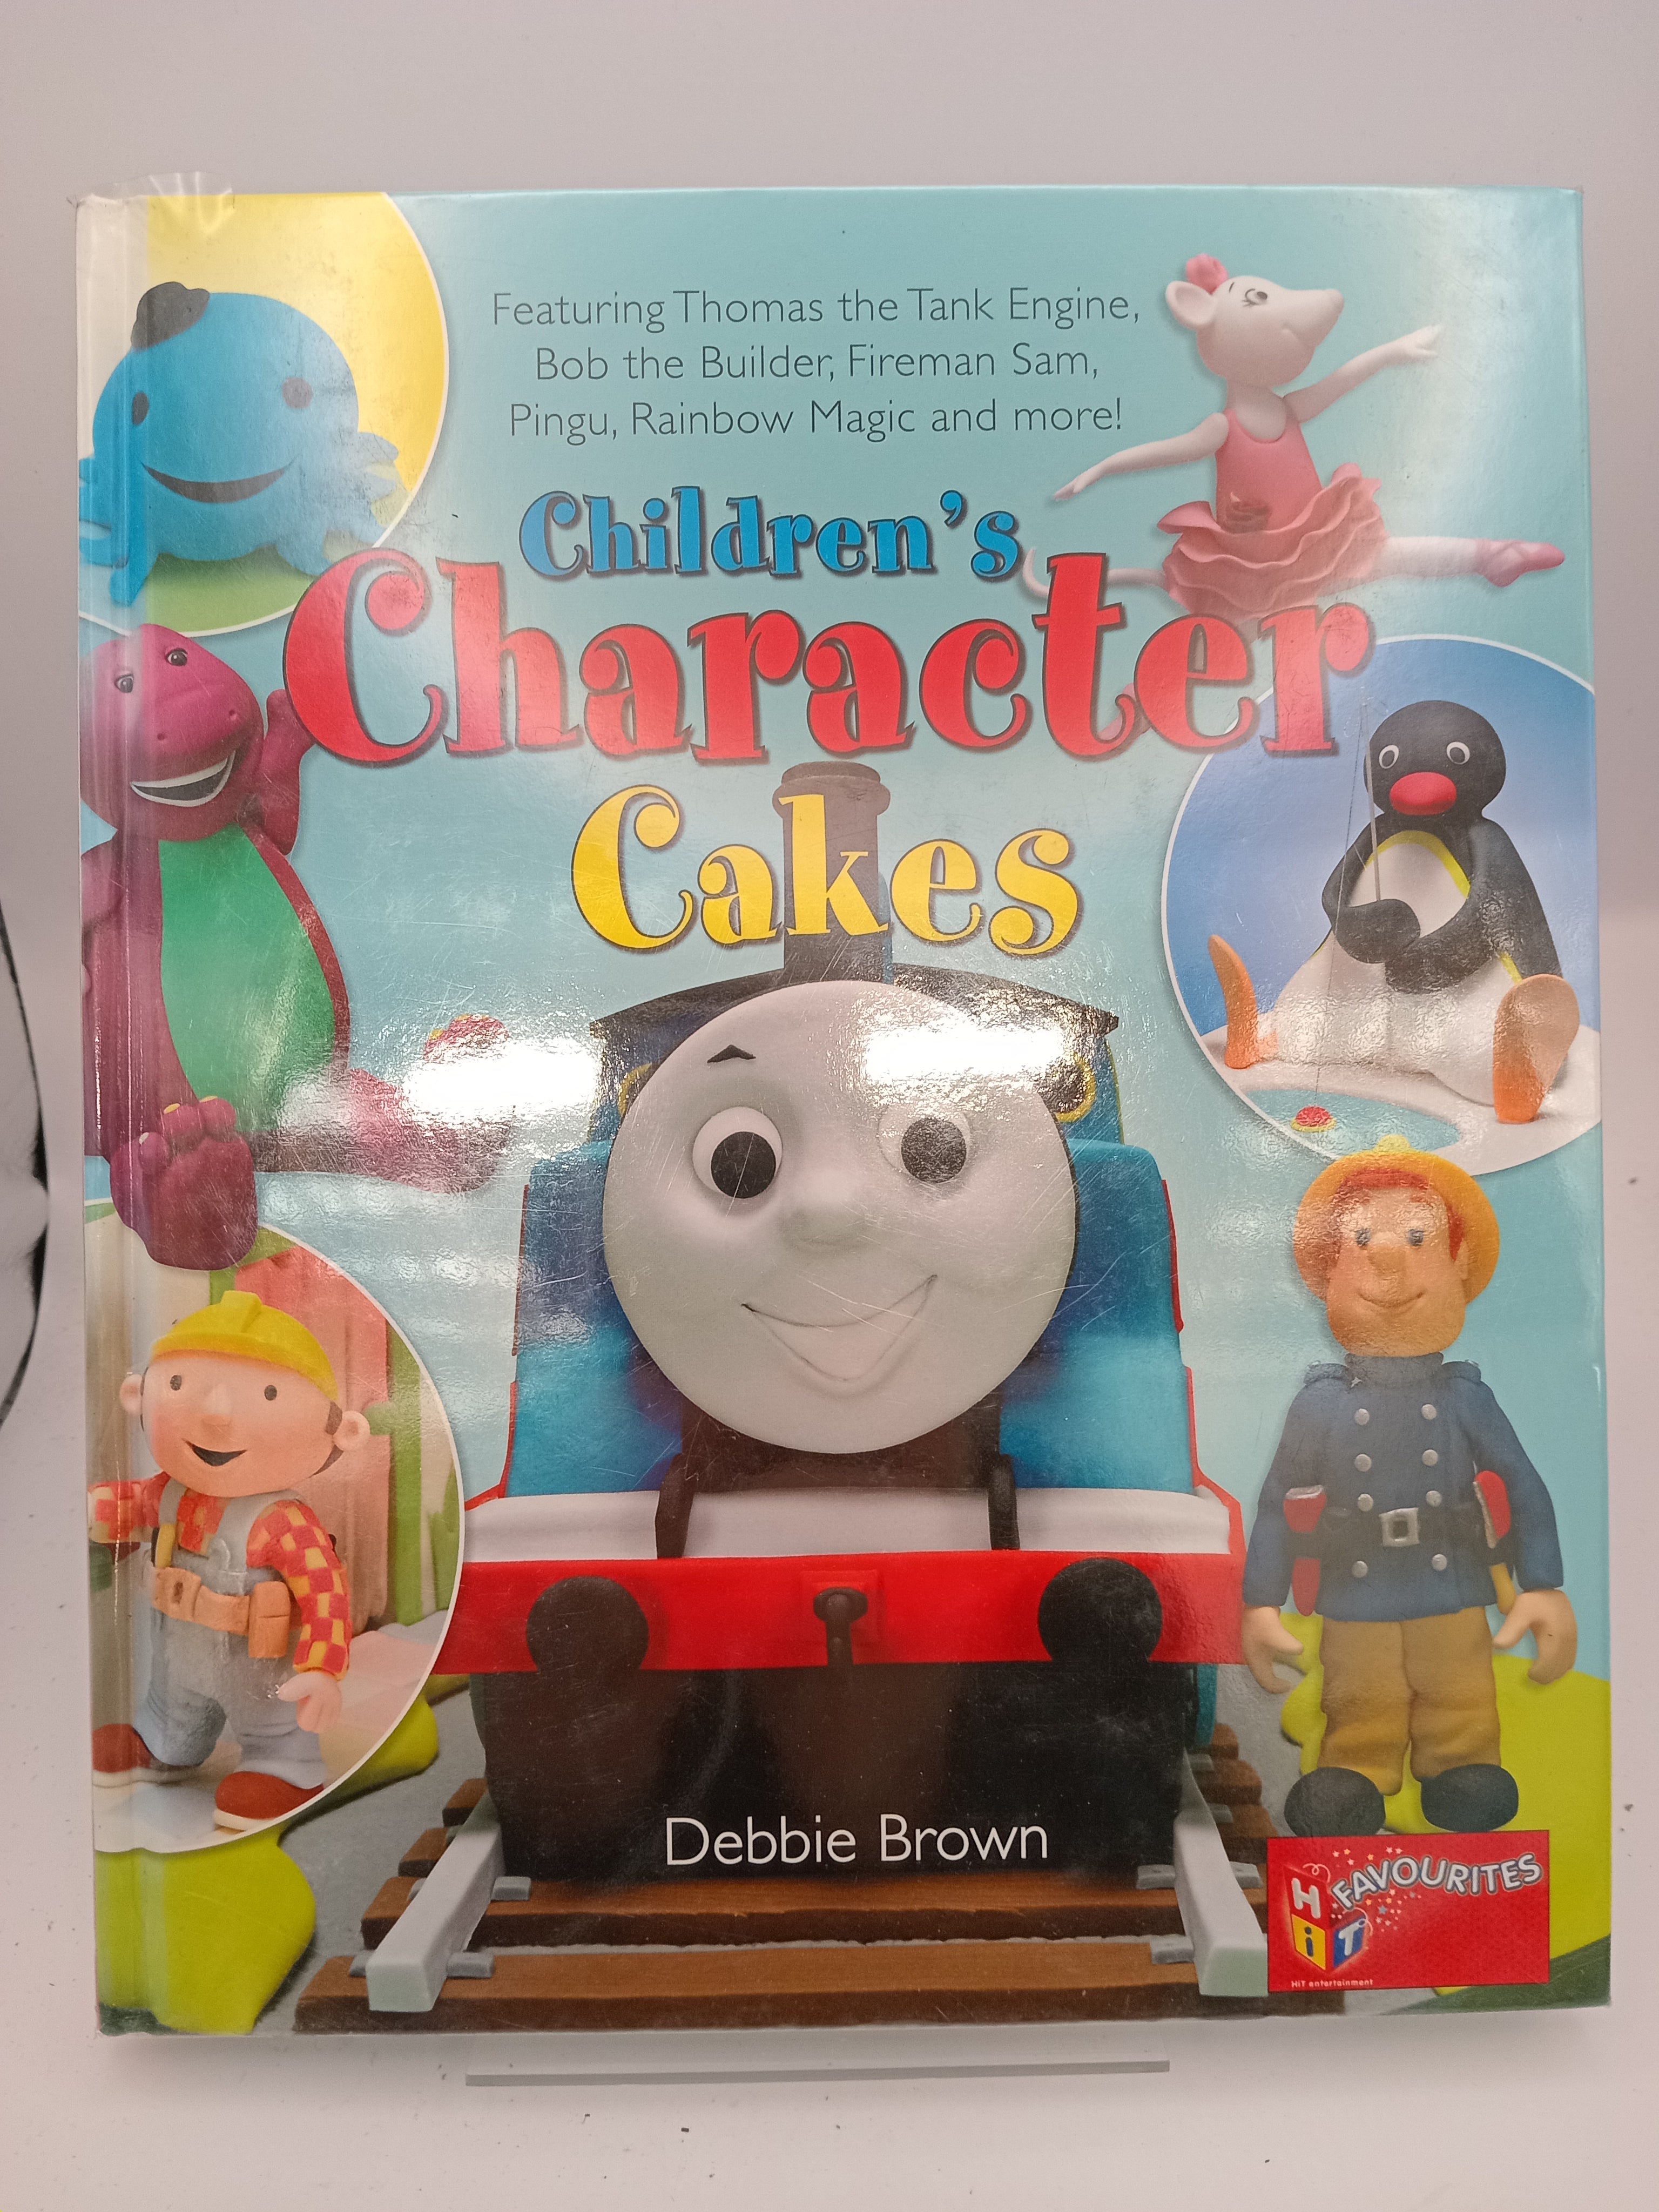 Featuring Thomas the Tank Engine,
Bob the Builder, Fireman Sam,
Pingu, Rainbow Magic and more!
Children's
Character
Cakes
Debbie Brown
HiT FAVOURITES
HiT entertainment